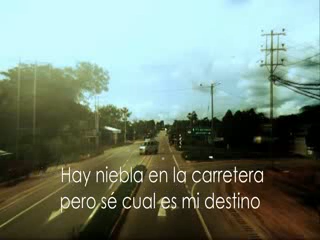 Hay niebla en la carretera
pero sé cual es mi destino